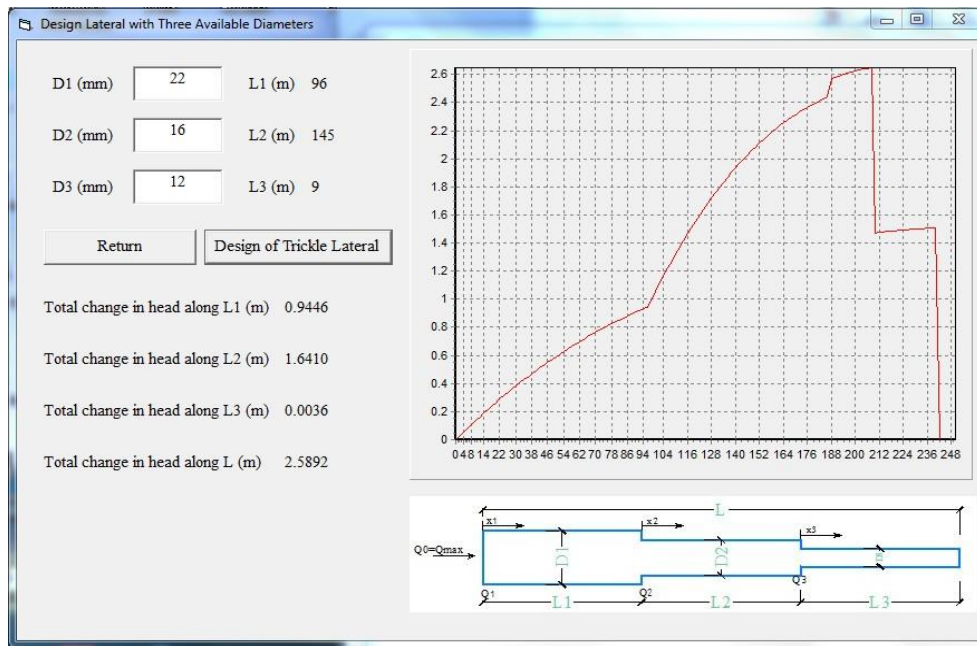 Design Lateral with Three Available Diameters
D1 (mm) 22 L1 (m) 96
D2 (mm) 16 L2 (m) 145
D3 (mm) 12 L3 (m) 9
Return Design of Trickle Lateral
Total change in head along L1 (m) 0.9446
Total change in head along L2 (m) 1.6410
Total change in head along L3 (m) 0.0036
Total change in head along L (m) 2.5892
2.6
2.4
2.2
2
1.8
1.6
1.4
1.2
1
0.8
0.6
0.4
0.2
0
0 4 8 14 22 30 38 46 54 62 70 78 86 94 104 116 128 140 152 164 176 188 200 212 224 236 248
L
x1 x2 x3
Q0=Qmax
D1 D2
Q1 Q2 Q3
L1 L2 L3